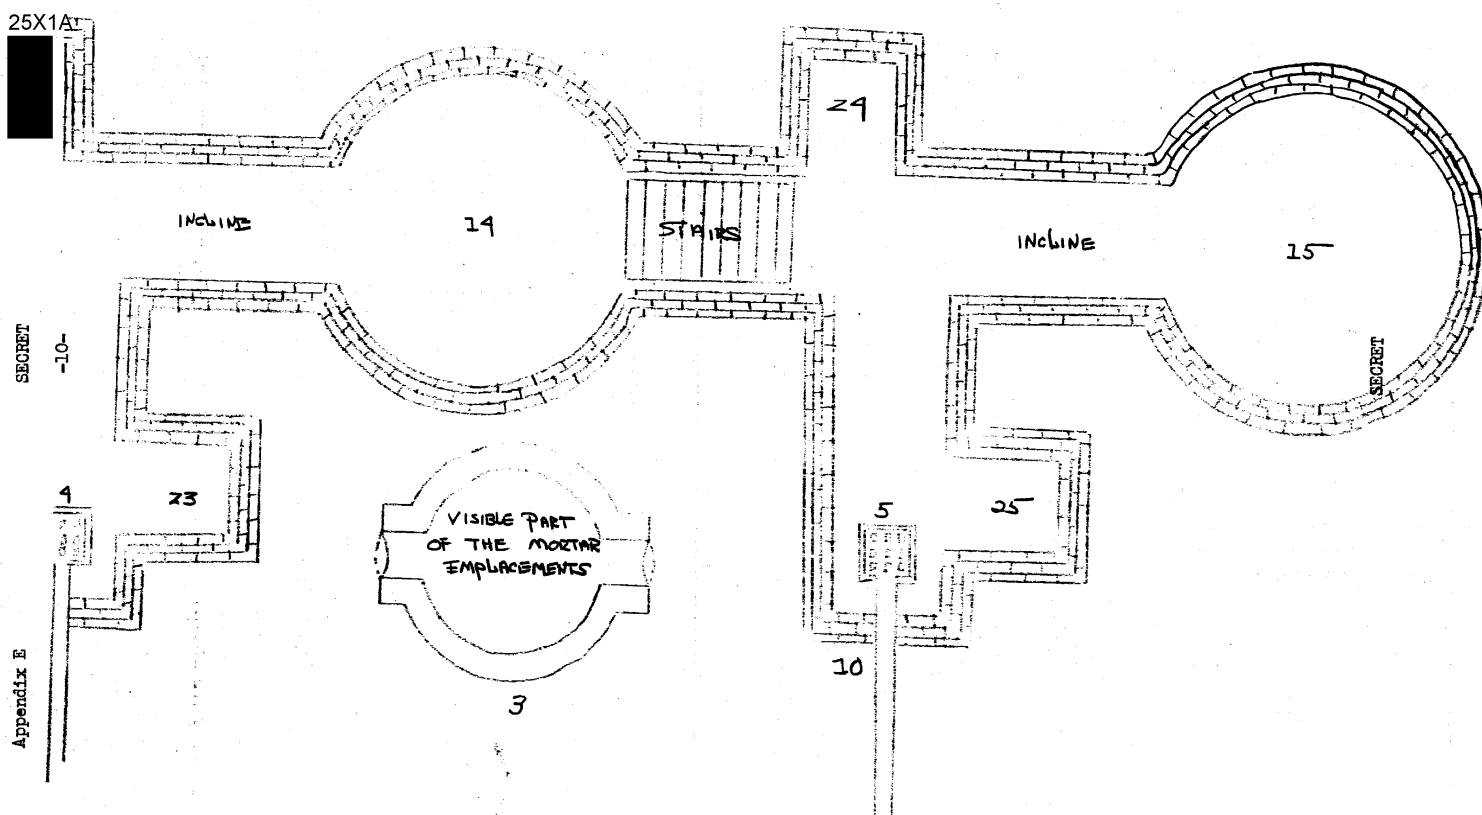 25X1A
24
INCLINE
14
STAIRS
INCLINE
15
SECRET
-10-
SECRET
4
23
VISIBLE PART
OF THE MORTAR
EMPLACEMENTS
5
25
10
3
Appendix E